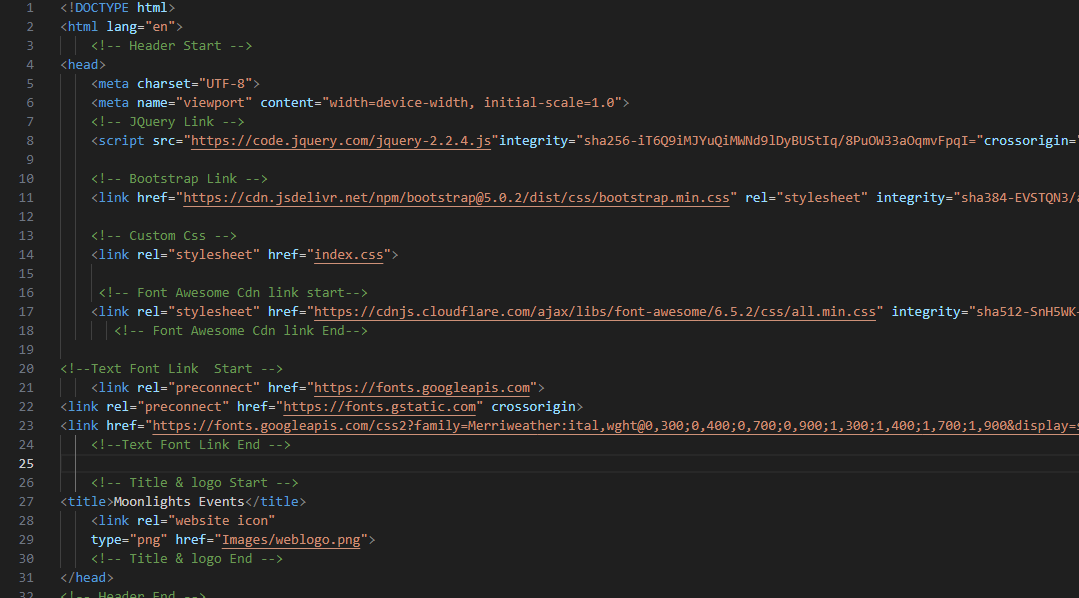 1 <!DOCTYPE html>
2 <html lang="en">
3 <!-- Header Start -->
4 <head>
5 <meta charset="UTF-8">
6 <meta name="viewport" content="width=device-width, initial-scale=1.0">
7 <!-- JQuery Link -->
8 <script src="https://code.jquery.com/jquery-2.2.4.js"integrity="sha256-iT6Q9iMJYuQiMWNd9lDyBUStIq/8PuOW33aOqmvFpqI="crossorigin="
9
10 <!-- Bootstrap Link -->
11 <link href="https://cdn.jsdelivr.net/npm/bootstrap@5.0.2/dist/css/bootstrap.min.css" rel="stylesheet" integrity="sha384-EVSTQN3/a
12
13 <!-- Custom Css -->
14 <link rel="stylesheet" href="index.css">
15
16 <!-- Font Awesome Cdn link start-->
17 <link rel="stylesheet" href="https://cdnjs.cloudflare.com/ajax/libs/font-awesome/6.5.2/css/all.min.css" integrity="sha512-SnH5WK-
18 <!-- Font Awesome Cdn link End-->
19
20 <!--Text Font Link  Start -->
21 <link rel="preconnect" href="https://fonts.googleapis.com">
22 <link rel="preconnect" href="https://fonts.gstatic.com" crossorigin>
23 <link href="https://fonts.googleapis.com/css2?family=Merriweather:ital,wght@0,300;0,400;0,700;0,900;1,300;1,400;1,700;1,900&display=s
24 <!--Text Font Link End -->
25
26 <!-- Title & logo Start -->
27 <title>Moonlights Events</title>
28 <link rel="website icon"
29 type="png" href="Images/weblogo.png">
30 <!-- Title & logo End -->
31 </head>
32 <!-- Header End -->